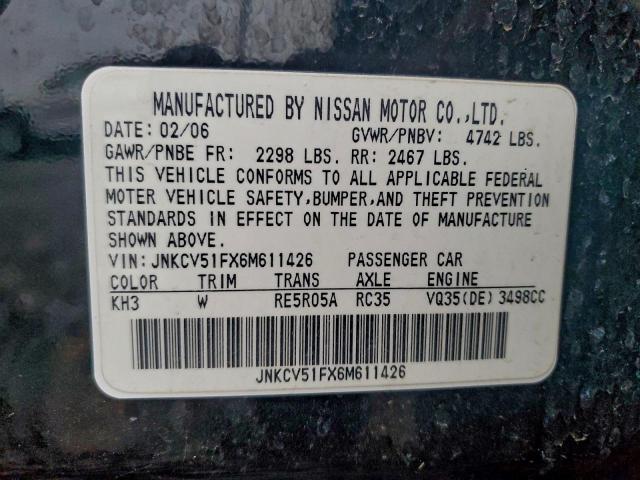 MANUFACTURED BY NISSAN MOTOR CO.,LTD.
DATE: 02/06 GVWR/PNBV: 4742 LBS.
GAWR/PNBE FR: 2298 LBS. RR: 2467 LBS.
THIS VEHICLE CONFORMS TO ALL APPLICABLE FEDERAL
MOTER VEHICLE SAFETY,BUMPER,AND THEFT PREVENTION
STANDARDS IN EFFECT ON THE DATE OF MANUFACTURE
SHOWN ABOVE.
VIN: JNKCV51FX6M611426 PASSENGER CAR
COLOR TRIM TRANS AXLE ENGINE
KH3 W RE5R05A RC35 VQ35(DE) 3498CC
JNKCV51FX6M611426